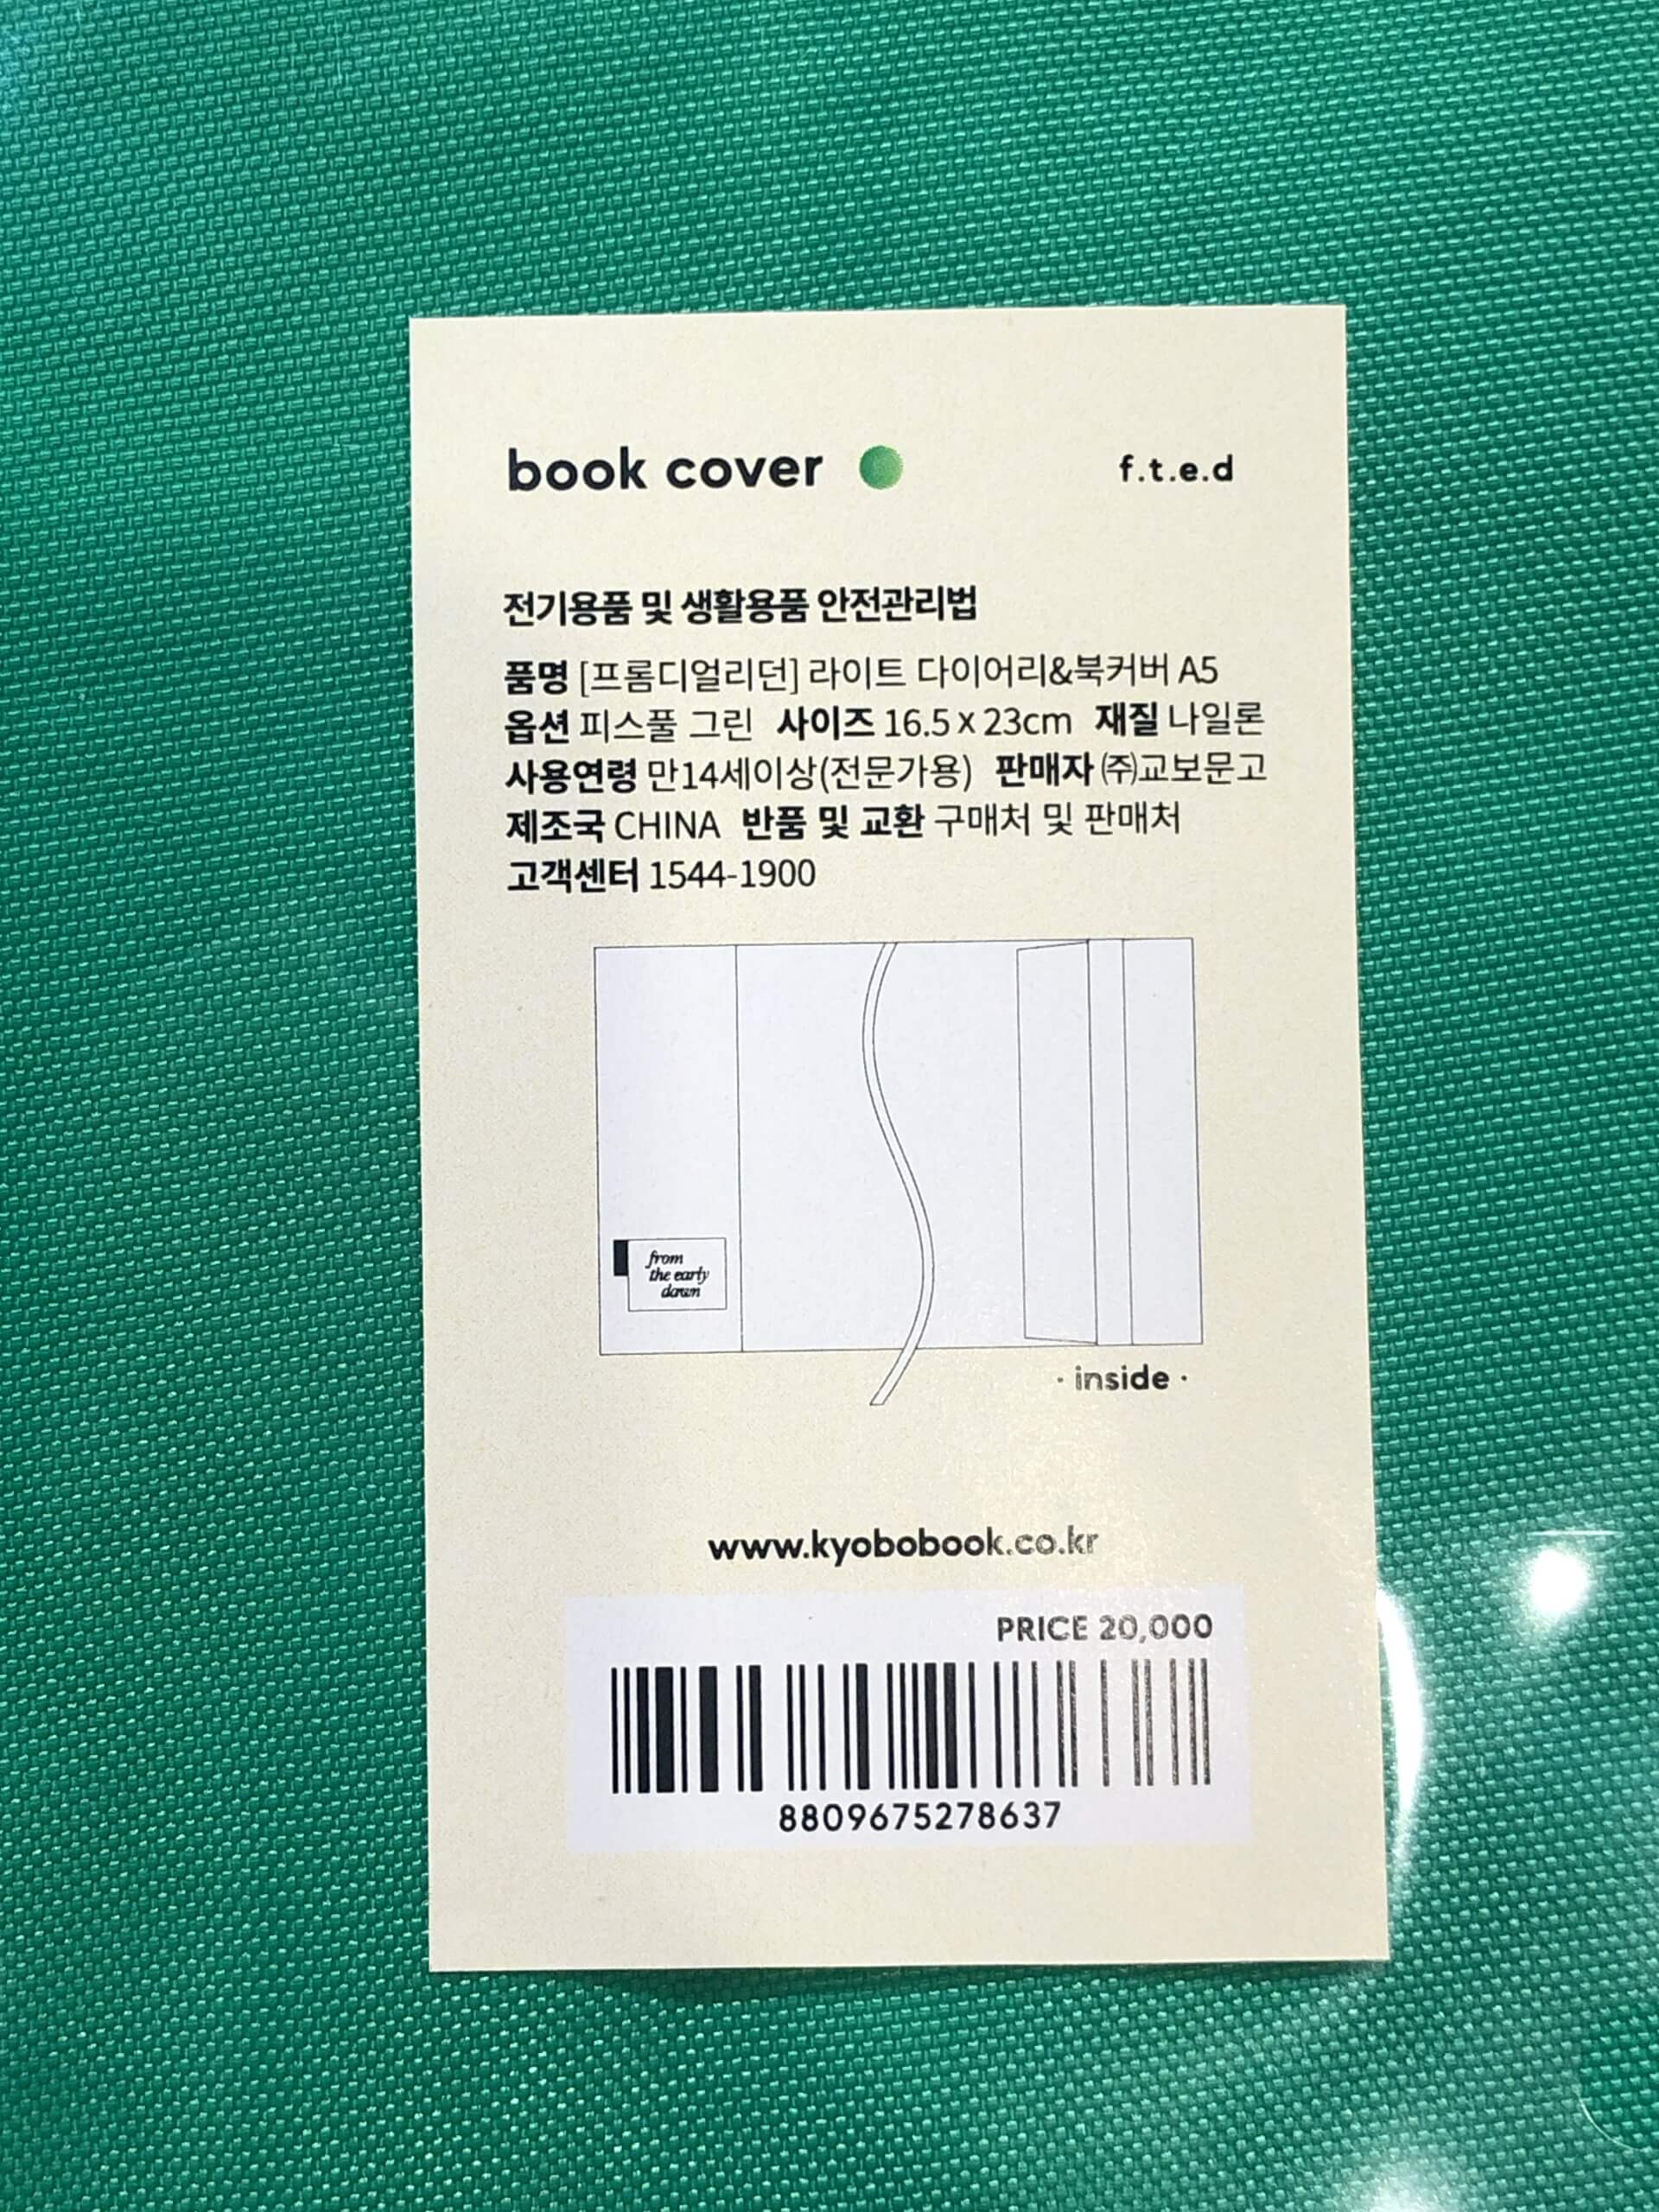 book cover f.t.e.d
전기용품 및 생활용품 안전관리법
품명 [프롬디얼리던] 라이트 다이어리&북커버 A5
옵션 피스풀 그린 사이즈 16.5 x 23cm 재질 나일론
사용연령 만14세이상(전문가용) 판매자 ㈜교보문고
제조국 CHINA 반품 및 교환 구매처 및 판매처
고객센터 1544-1900
from
the early
dawn
· inside ·
www.kyobobook.co.kr
PRICE 20,000
8809675278637